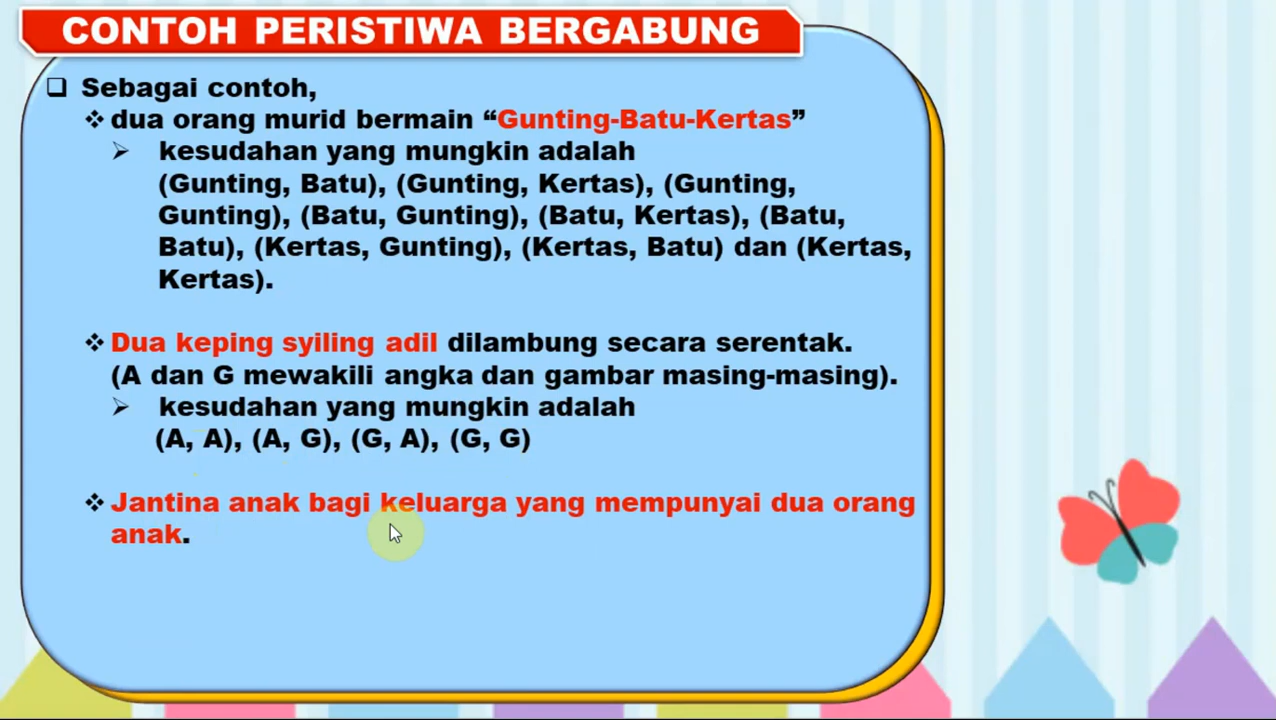 CONTOH PERISTIWA BERGABUNG
Sebagai contoh,
dua orang murid bermain “Gunting-Batu-Kertas”
kesudahan yang mungkin adalah
(Gunting, Batu), (Gunting, Kertas), (Gunting,
Gunting), (Batu, Gunting), (Batu, Kertas), (Batu,
Batu), (Kertas, Gunting), (Kertas, Batu) dan (Kertas,
Kertas).
Dua keping syiling adil dilambung secara serentak.
(A dan G mewakili angka dan gambar masing-masing).
kesudahan yang mungkin adalah
(A, A), (A, G), (G, A), (G, G)
Jantina anak bagi keluarga yang mempunyai dua orang
anak.